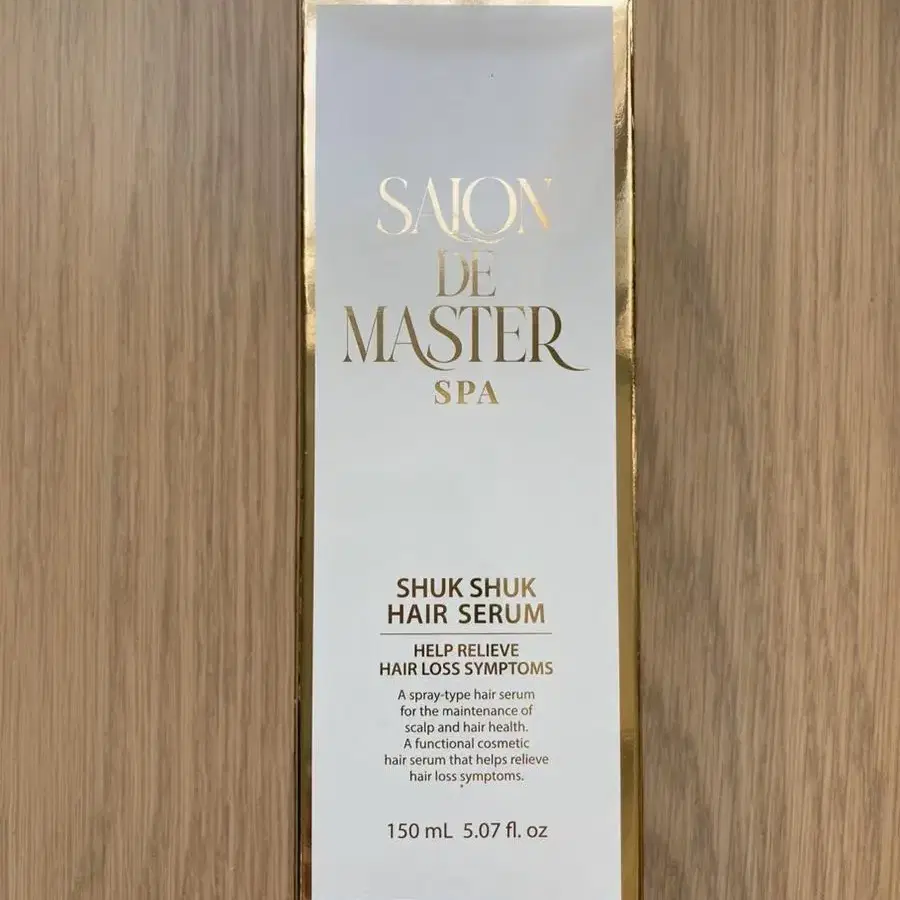 SALON
DE
MASTER
SPA
SHUK SHUK
HAIR SERUM
HELP RELIEVE
HAIR LOSS SYMPTOMS
A spray-type hair serum
for the maintenance of
scalp and hair health.
A functional cosmetic
hair serum that helps relieve
hair loss symptoms.
150 mL 5.07 fl. oz